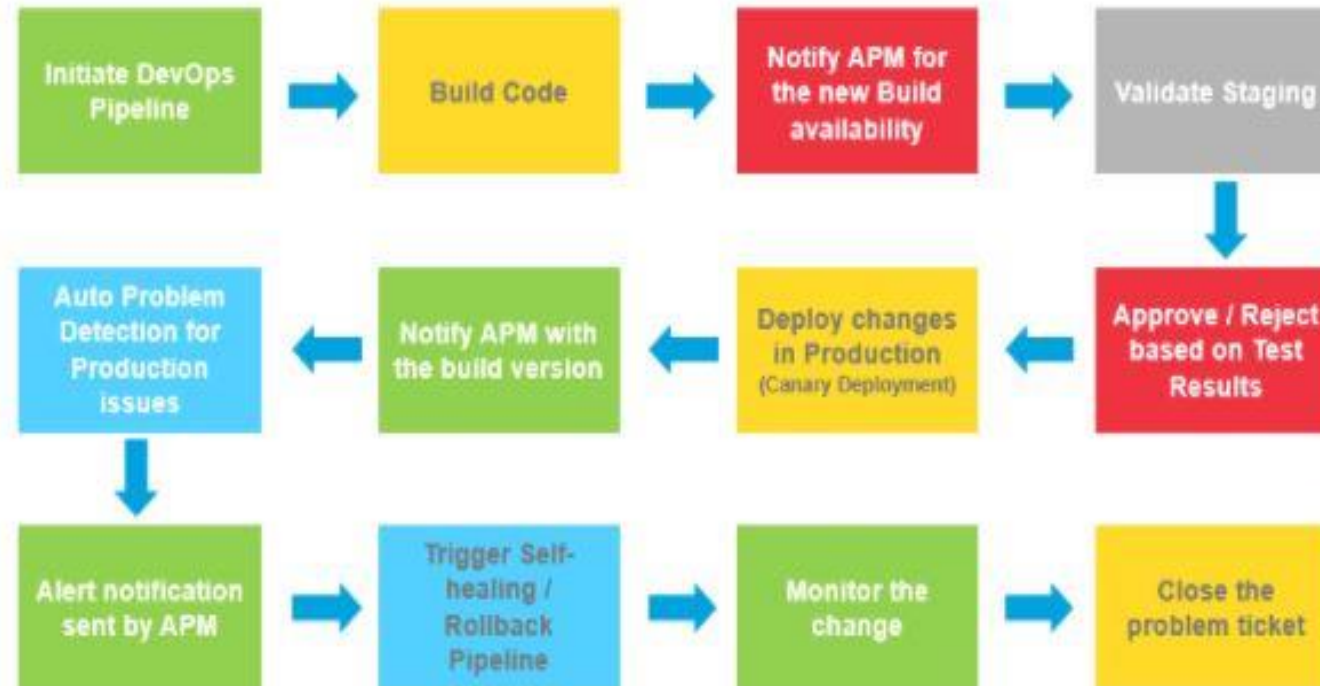 Initiate DevOps
Pipeline
Build Code
Notify APM for
the new Build
availability
Validate Staging
Approve / Reject
based on Test
Results
Deploy changes
in Production
(Canary Deployment)
Notify APM with
the build version
Auto Problem
Detection for
Production
issues
Alert notification
sent by APM
Trigger Self-
healing /
Rollback
Pipeline
Monitor the
change
Close the
problem ticket